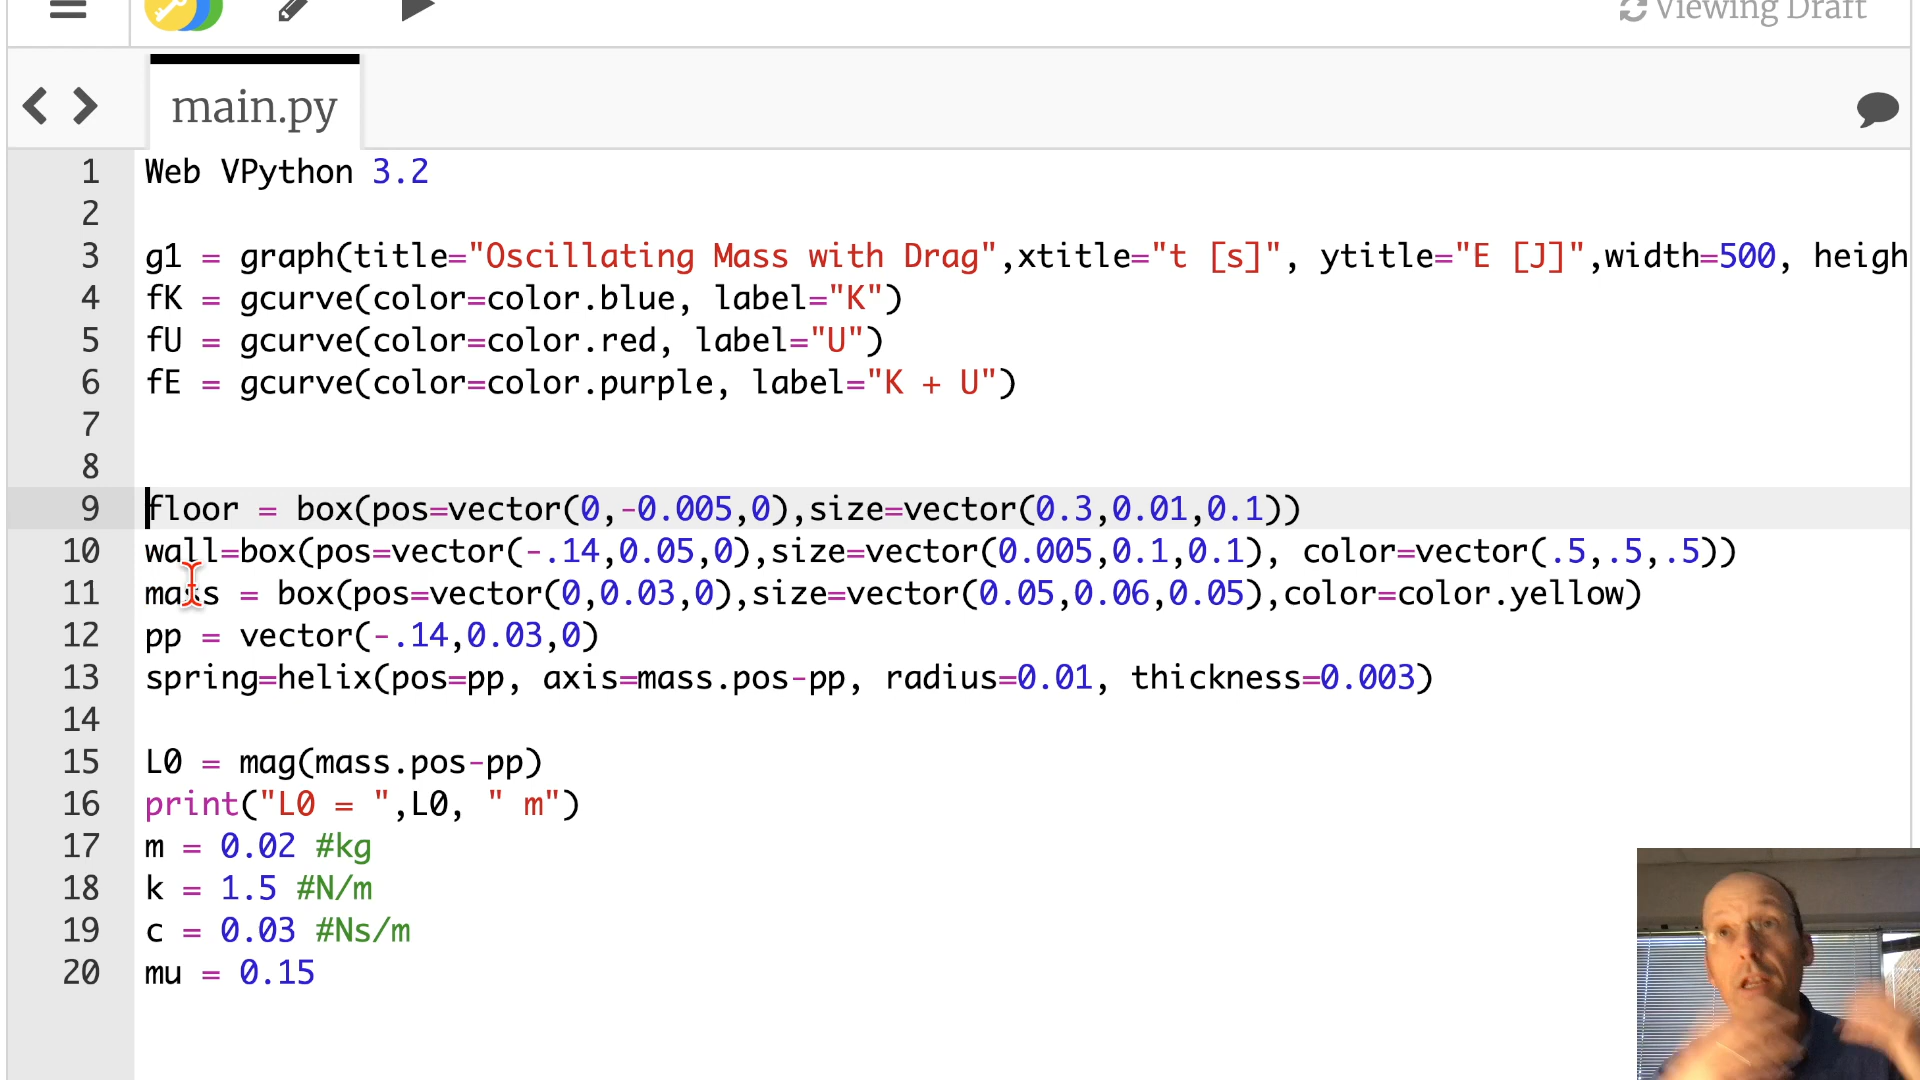 Viewing Draft
main.py
1 Web VPython 3.2
2
3 g1 = graph(title="Oscillating Mass with Drag",xtitle="t [s]", ytitle="E [J]",width=500, heigh
4 fK = gcurve(color=color.blue, label="K")
5 fU = gcurve(color=color.red, label="U")
6 fE = gcurve(color=color.purple, label="K + U")
7
8
9 floor = box(pos=vector(0,-0.005,0),size=vector(0.3,0.01,0.1))
10 wall=box(pos=vector(-.14,0.05,0),size=vector(0.005,0.1,0.1), color=vector(.5,.5,.5))
11 mass = box(pos=vector(0,0.03,0),size=vector(0.05,0.06,0.05),color=color.yellow)
12 pp = vector(-.14,0.03,0)
13 spring=helix(pos=pp, axis=mass.pos-pp, radius=0.01, thickness=0.003)
14
15 L0 = mag(mass.pos-pp)
16 print("L0 = ",L0, " m")
17 m = 0.02 #kg
18 k = 1.5 #N/m
19 c = 0.03 #Ns/m
20 mu = 0.15